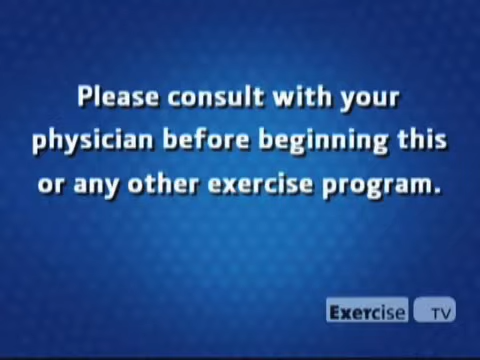 Please consult with your
physician before beginning this
or any other exercise program.
Exercise TV